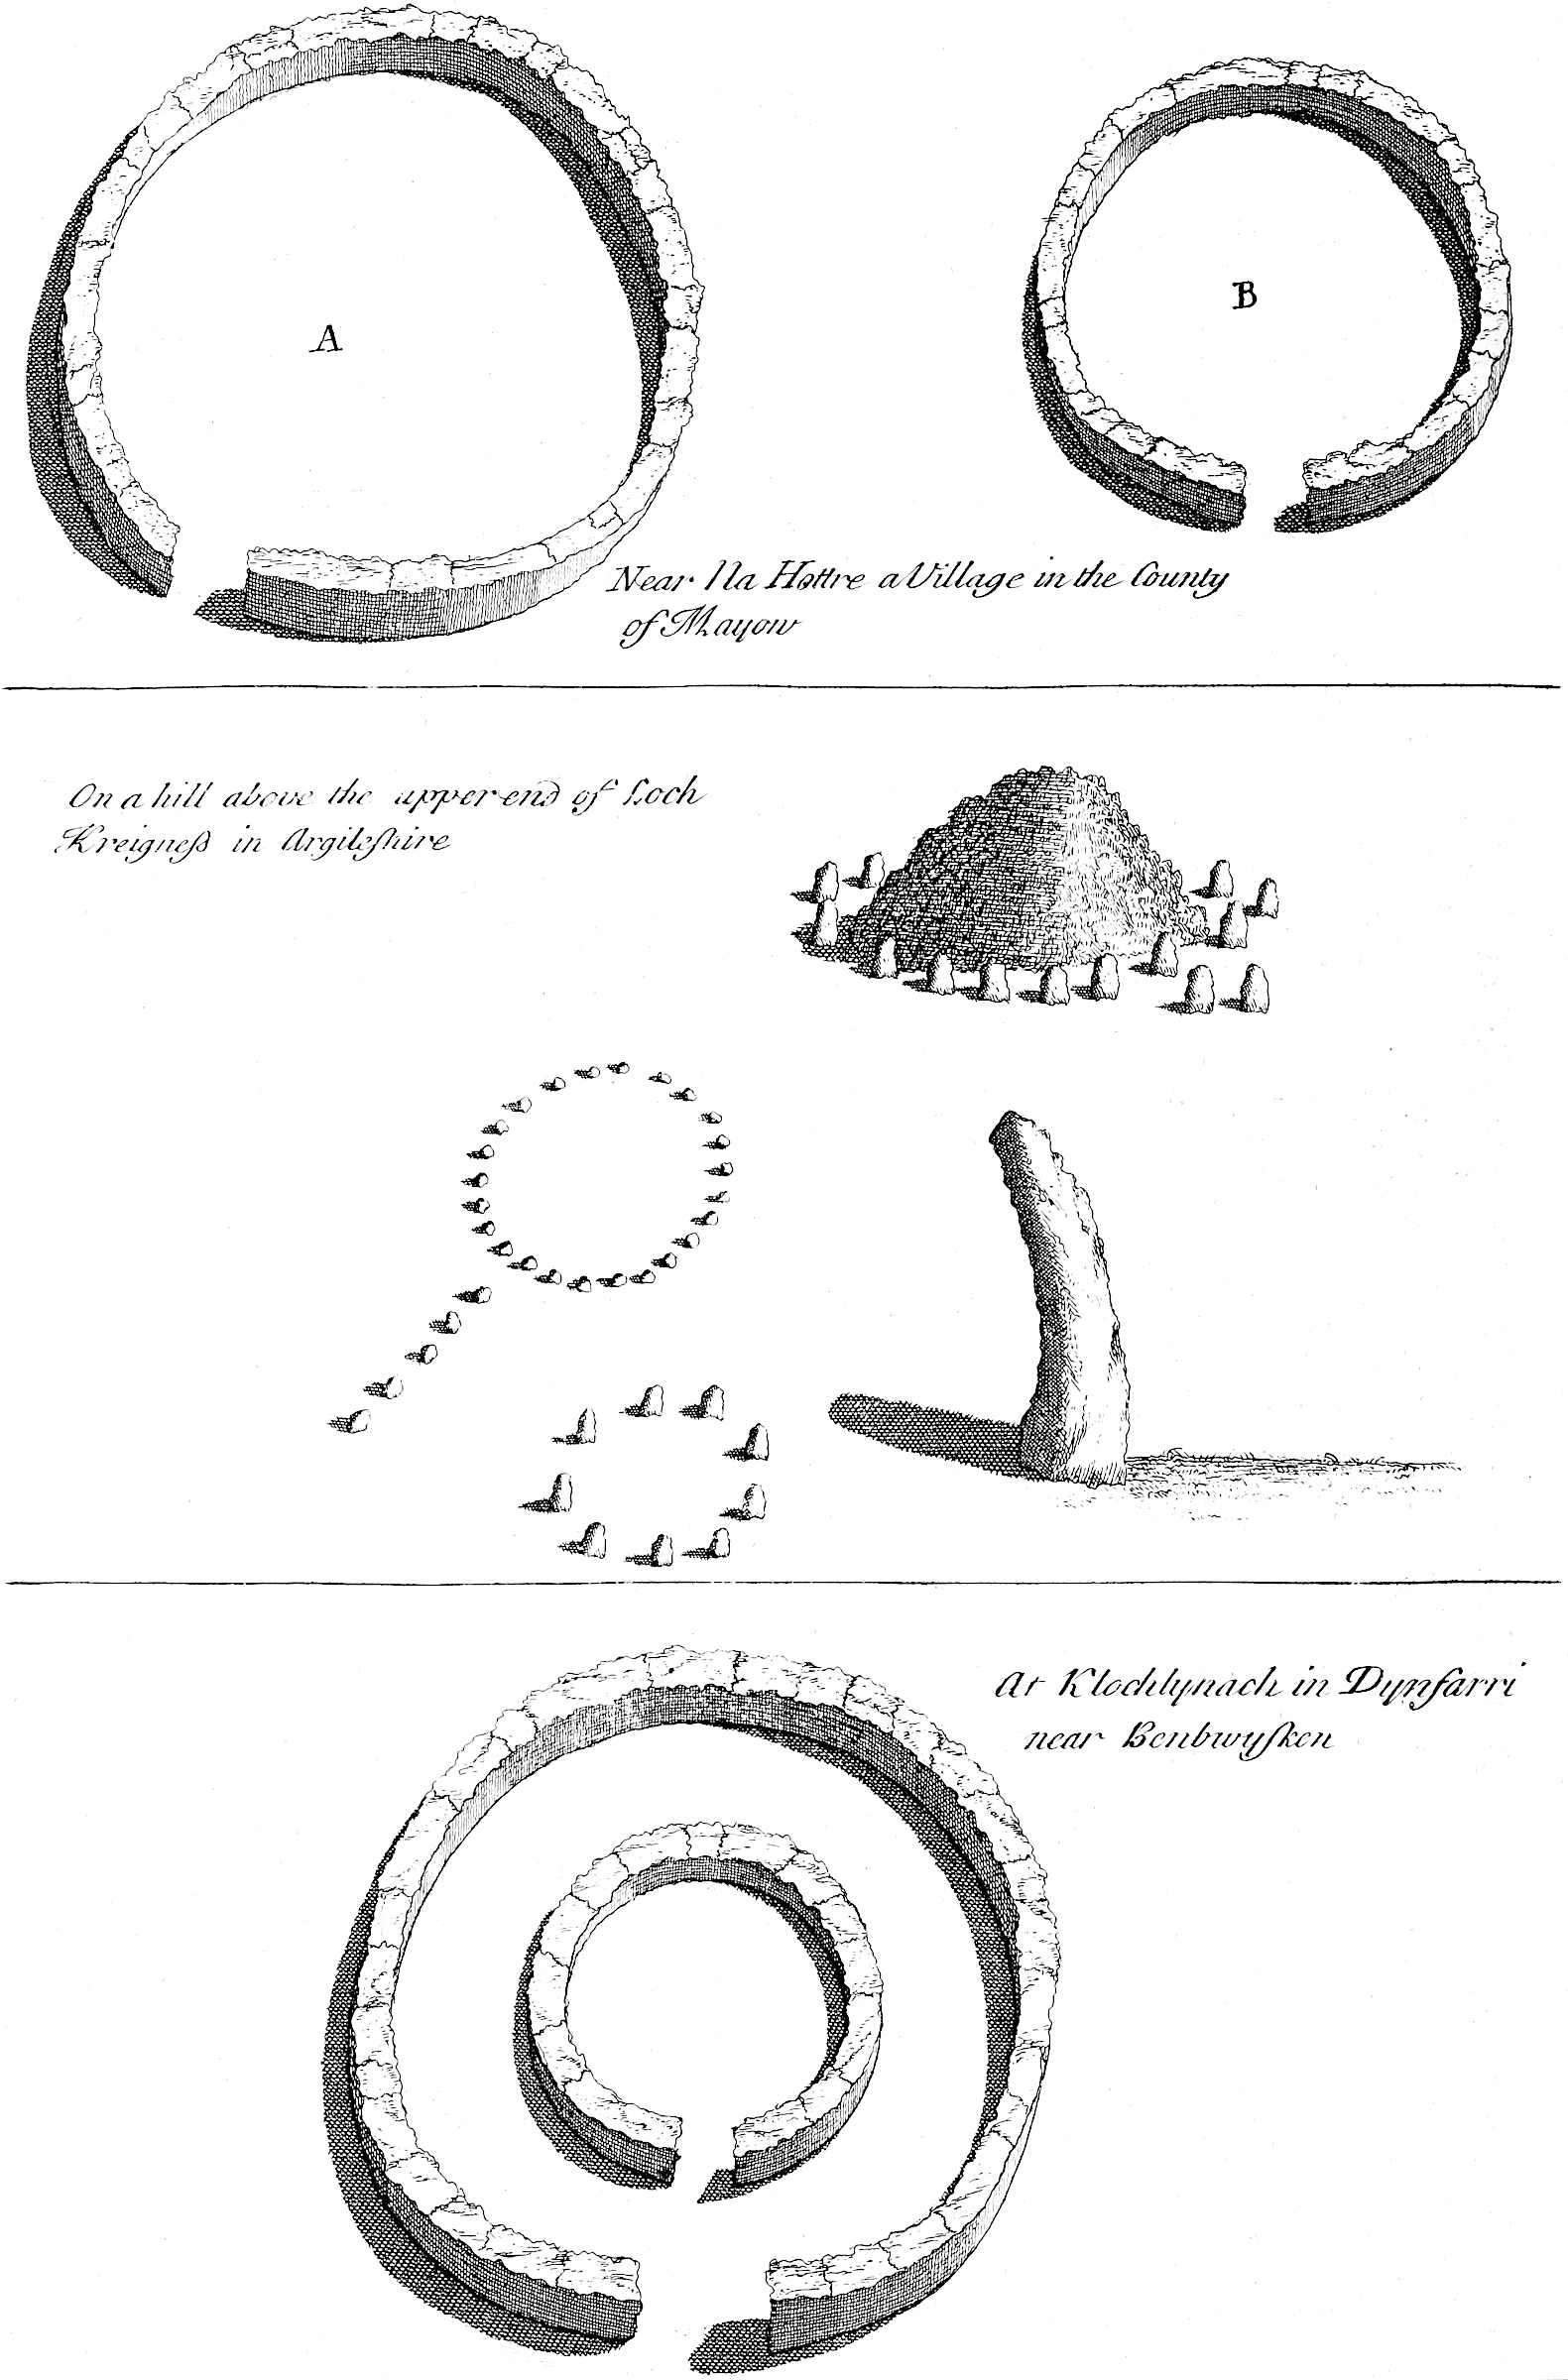 A
B
Near Na Hottre a Village in the County
of Mayow
On a hill above the upper end of Loch
Kreigneſs in Argileſhire
At Klochlynach in Dynſarri
near Benbwyſken